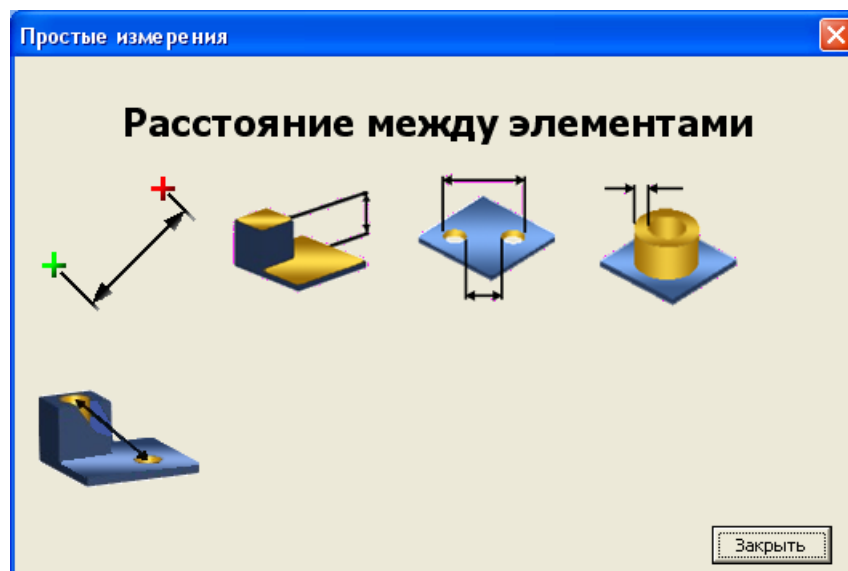 Простые измерения
Расстояние между элементами
Закрыть